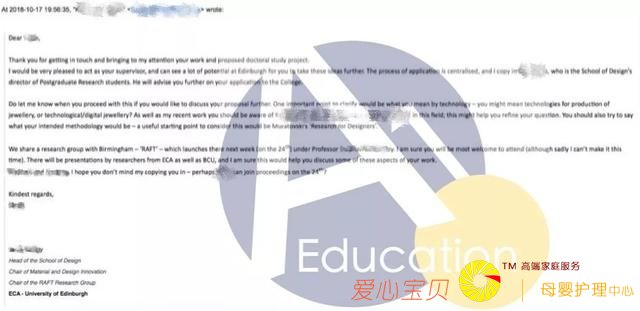 At 2018-10-17 19:56:35, "K wrote:
Dear
Thank you for getting in touch and bringing to my attention your work and proposed doctoral study project.
I would be very pleased to act as your supervisor, and can see a lot of potential at Edinburgh for you to take these ideas further. The process of application is centralised, and I copy in , who is the School of Design's
director of Postgraduate Research students. He will advise you further on your application to the College.
Do let me know when you proceed with this if you would like to discuss your proposal further. One important point to clarify would be what you mean by technology – you might mean technologies for production of
jewellery, or technological/digital jewellery? As well as my recent work you should be aware of in this field; this might help you refine your question. You should also try to
say what your intended methodology would be – a useful starting point to consider this would be Muratovski's 'Research for Designers'.
We share a research group with Birmingham – "RAFT" – which launches there next week (on the 24th) under Professor . I am sure you will be most welcome to attend (although sadly I can't make it this
time). There will be presentations by researchers from ECA as well as BCU, and I am sure this would help you discuss some of these aspects of your work.
I hope you don't mind my copying you in – perhaps can join proceedings on the 24th?
Kindest regards,
Head of the School of Design
Chair of Material and Design Innovation
Chair of the RAFT Research Group
ECA - University of Edinburgh
Education
TM 高端家庭服务
爱心宝贝 母婴护理中心